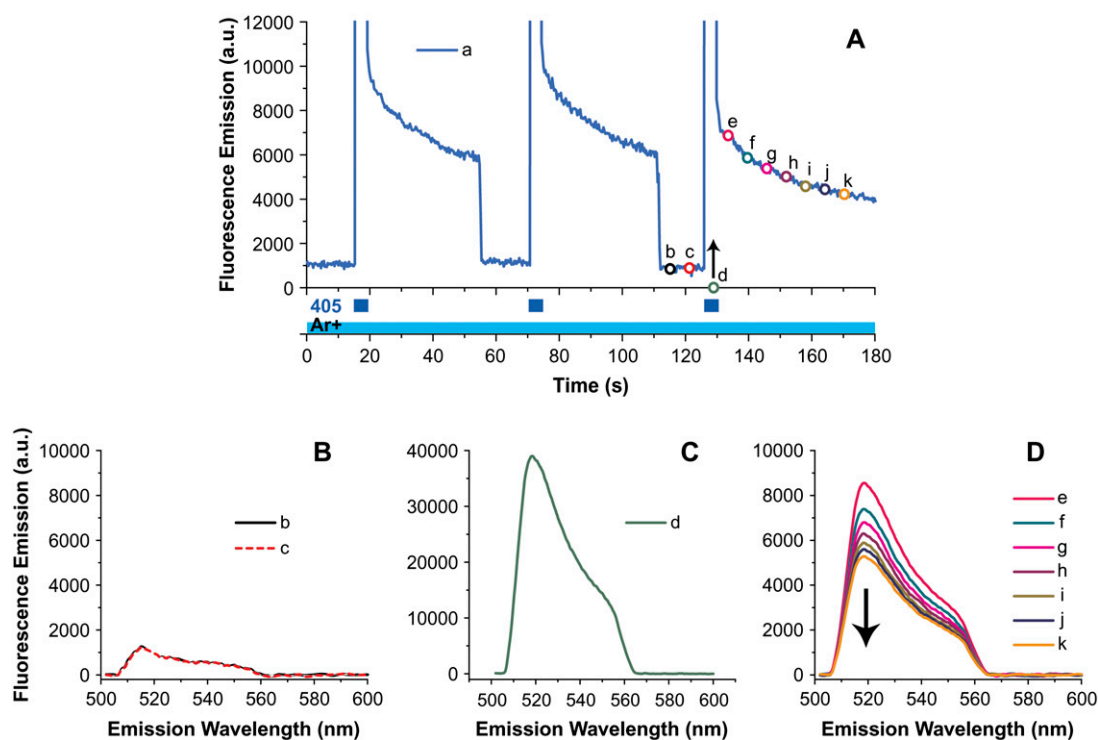 Fluorescence Emission (a.u.)
12000
10000
8000
6000
4000
2000
0
a
A
b
c
d
e
f
g
h
i
j
k
405
Ar+
0 20 40 60 80 100 120 140 160 180
Time (s)
Fluorescence Emission (a.u.)
10000
8000
6000
4000
2000
0
B
b
c
500 520 540 560 580 600
Emission Wavelength (nm)
40000
30000
20000
10000
0
C
d
500 520 540 560 580 600
Emission Wavelength (nm)
10000
8000
6000
4000
2000
0
D
e
f
g
h
i
j
k
500 520 540 560 580 600
Emission Wavelength (nm)